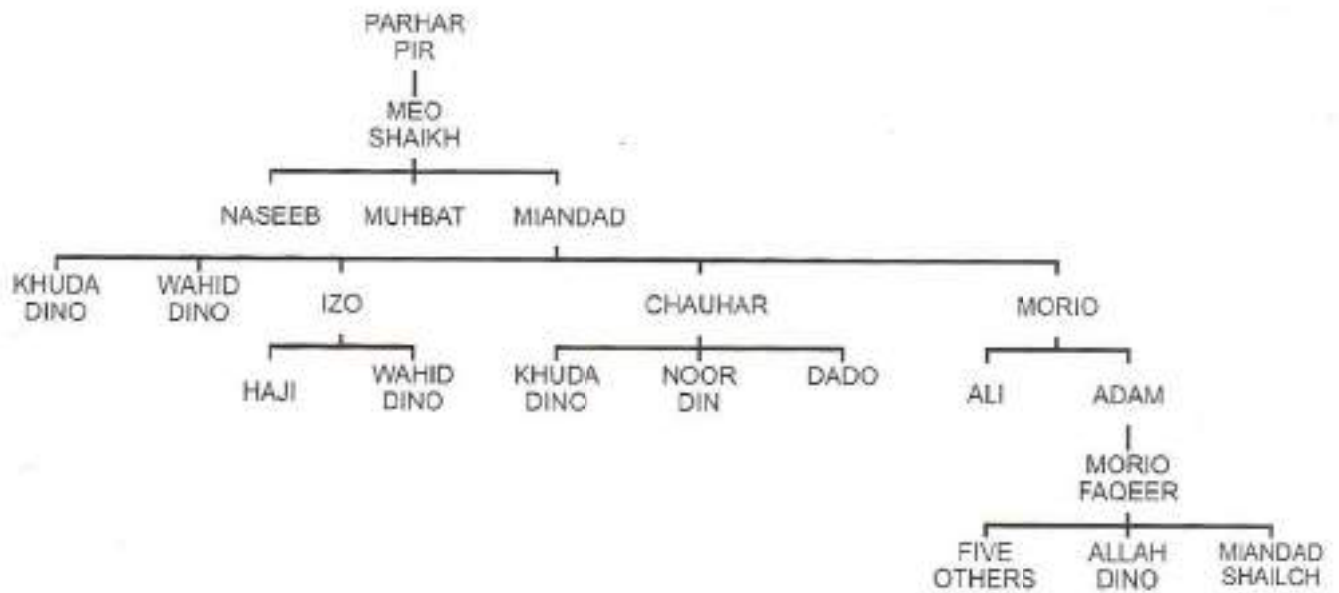 PARHAR
PIR
MEO
SHAIKH
NASEEB MUHBAT MIANDAD
KHUDA
DINO
WAHID
DINO
IZO
CHAUHAR
MORIO
HAJI
WAHID
DINO
KHUDA
DINO
NOOR
DIN
DADO
ALI
ADAM
MORIO
FAQEER
FIVE
OTHERS
ALLAH
DINO
MIANDAD
SHAILCH